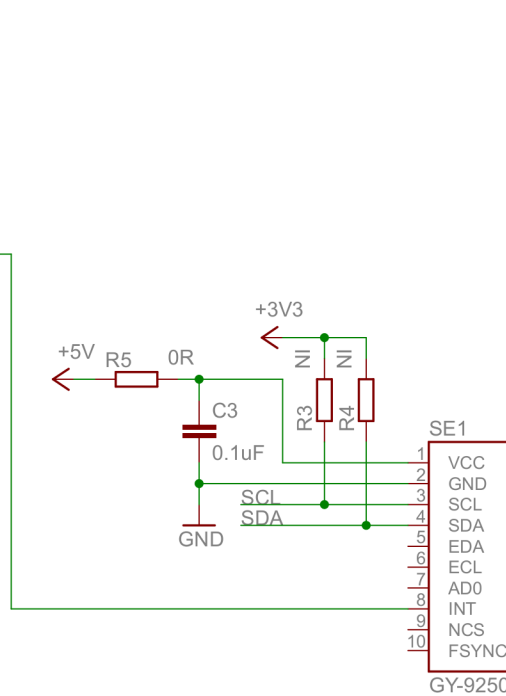 +3V3
+5V
R5
0R
NI
NI
C3
R3
R4
0.1uF
SE1
GND
SCL
SDA
1
VCC
2
GND
3
SCL
4
SDA
5
EDA
6
ECL
7
AD0
8
INT
9
NCS
10
FSYNC
GY-9250